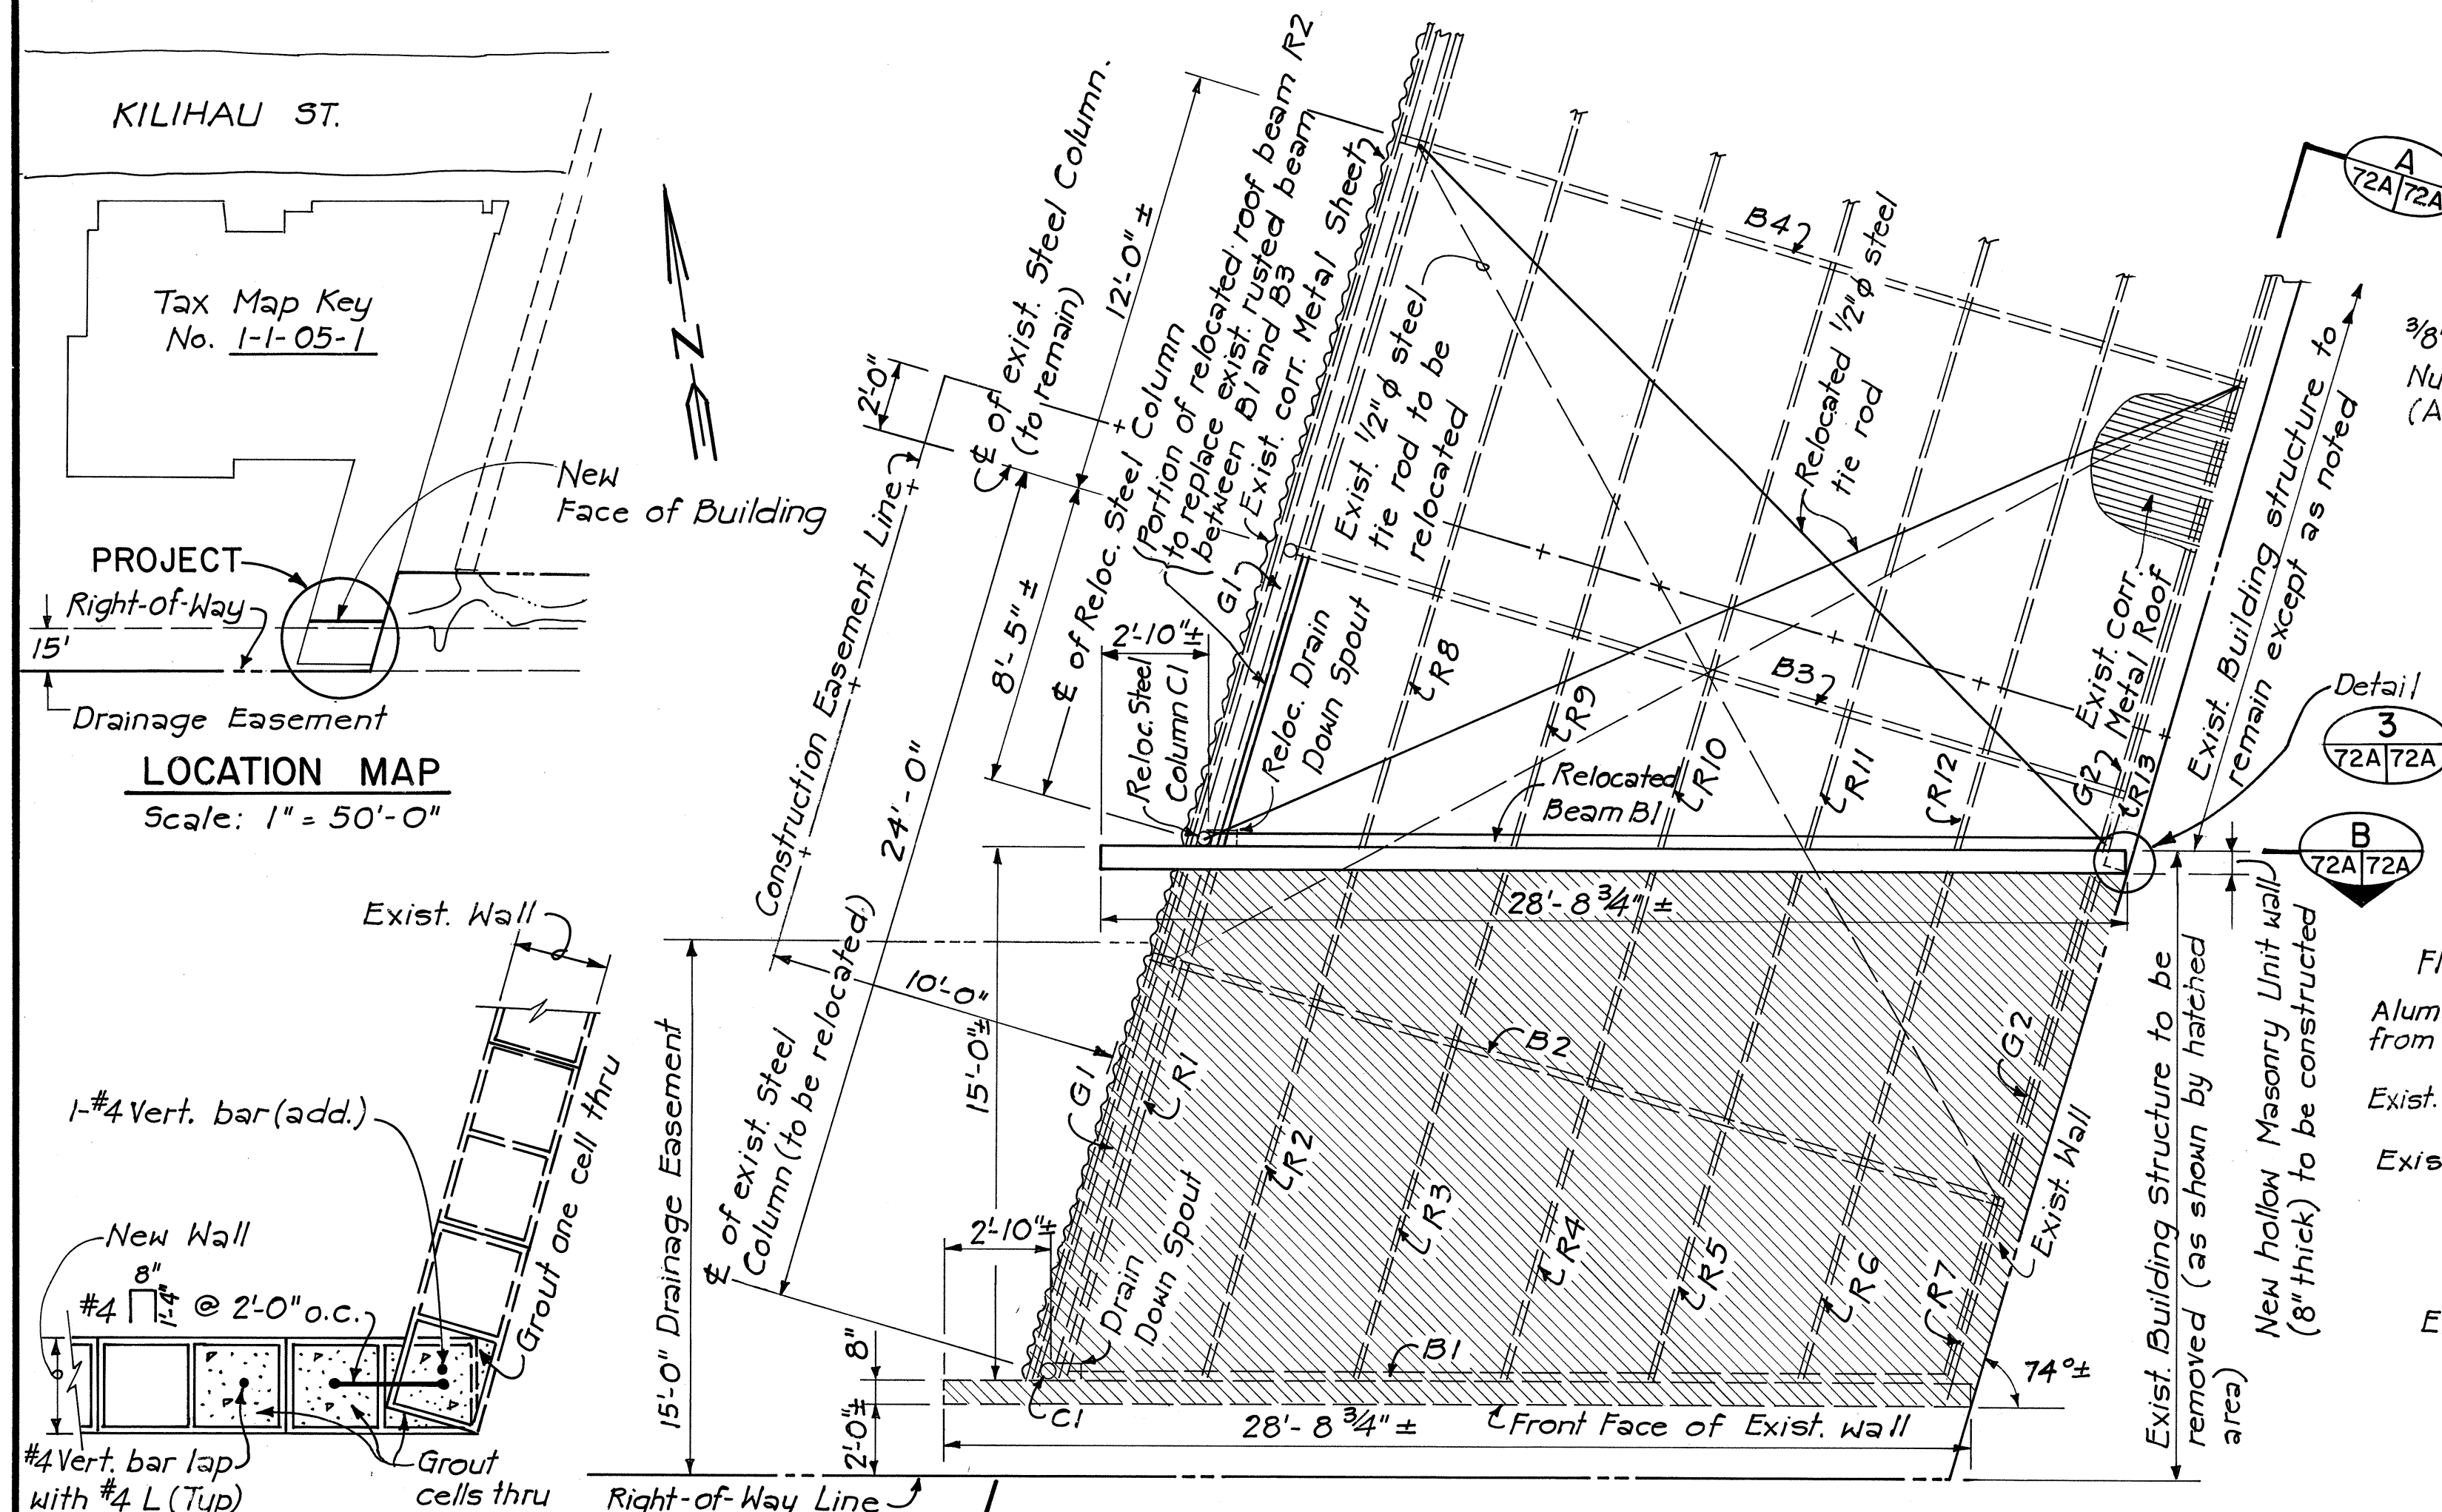 KILIHAU ST.
Tax Map Key
No. 1-1-05-1
New
Face of Building
PROJECT
Right-of-Way
15'
Drainage Easement
LOCATION MAP
Scale: 1" = 50'-0"
N
Exist. Wall
1-#4 Vert. bar (add.)
New Wall
8"
#4 1'-4" @ 2'-0" o.c.
Grout one cell thru
#4 Vert. bar lap
with #4 L (Typ)
Grout
cells thru
2'-0"
12'-0" ±
℄ of exist. Steel Column.
(to remain)
Construction Easement Line
8'-5" ±
24'-0"
℄ of Reloc. Steel Column
(Portion of relocated roof beam R2
to replace exist. rusted beam
between B1 and B3
Exist. corr. Metal Sheet
G1
Exist. 1/2" ϕ steel
tie rod to be
relocated
Relocated 1/2" ϕ steel
tie rod
B4
B3
2'-10"±
Reloc. Steel
Column C1
Reloc. Drain
Down Spout
R8
R9
R10
R11
R12
R13
G2
Relocated
Beam B1
Exist. corr.
Metal Roof
Exist. Building structure to
remain except as noted
A
72A 72A
3/8"
Nu
(A
Detail
3
72A 72A
B
72A 72A
28'-8 3/4" ±
10'-0"
℄ of exist. Steel
Column (to be relocated)
15'-0" Drainage Easement
15'-0"±
G1
R1
R2
R3
R4
R5
R6
R7
B2
G2
Exist. Wall
2'-10"±
Drain
Down Spout
B1
C1
8"
2'-0"±
28'-8 3/4" ±
Front Face of Exist. wall
74°±
Right-of-Way Line
Exist. Building Structure to be
removed (as shown by hatched
area)
New hollow Masonry Unit wall
(8" thick) to be constructed
Alum
from
Exist.
Exis
E